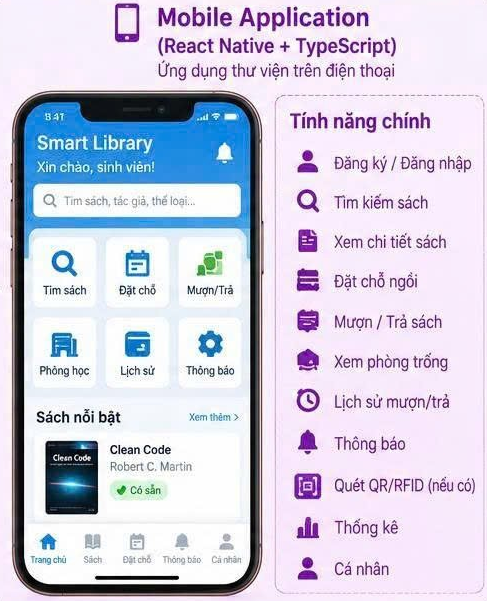 Mobile Application
(React Native + TypeScript)
Ứng dụng thư viện trên điện thoại
9:41
Smart Library
Xin chào, sinh viên!
Tìm sách, tác giả, thể loại...
Tìm sách
Đặt chỗ
Mượn/Trả
Phòng học
Lịch sử
Thông báo
Sách nổi bật
Xem thêm >
Clean Code
Clean Code
Robert C. Martin
Có sẵn
Trang chủ
Sách
Đặt chỗ
Thông báo
Cá nhân
Tính năng chính
Đăng ký / Đăng nhập
Tìm kiếm sách
Xem chi tiết sách
Đặt chỗ ngồi
Mượn / Trả sách
Xem phòng trống
Lịch sử mượn/trả
Thông báo
Quét QR/RFID (nếu có)
Thống kê
Cá nhân